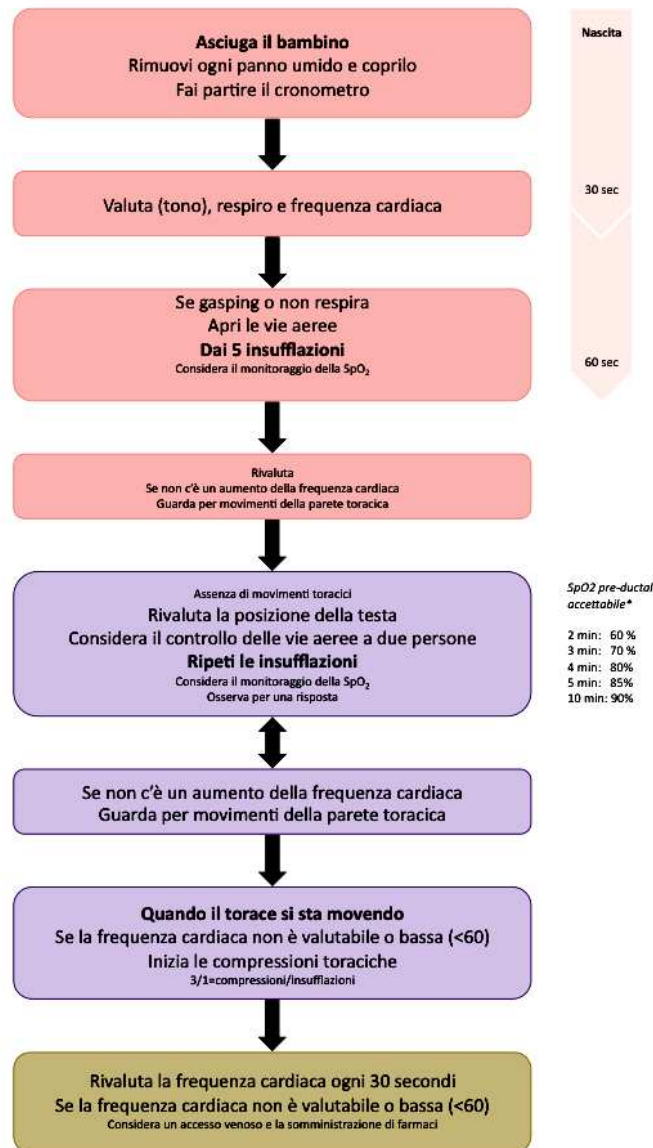 Asciuga il bambino
Rimuovi ogni panno umido e coprilo
Fai partire il cronometro
Nascita
Valuta (tono), respiro e frequenza cardiaca
30 sec
Se gasping o non respira
Apri le vie aeree
Dai 5 insufflazioni
Considera il monitoraggio della SpO₂
60 sec
Rivaluta
Se non c'è un aumento della frequenza cardiaca
Guarda per movimenti della parete toracica
Assenza di movimenti toracici
Rivaluta la posizione della testa
Considera il controllo delle vie aeree a due persone
Ripeti le insufflazioni
Considera il monitoraggio della SpO₂
Osserva per una risposta
SpO2 pre-ductal
accettabile*
2 min: 60 %
3 min: 70 %
4 min: 80%
5 min: 85%
10 min: 90%
Se non c'è un aumento della frequenza cardiaca
Guarda per movimenti della parete toracica
Quando il torace si sta movendo
Se la frequenza cardiaca non è valutabile o bassa (<60)
Inizia le compressioni toraciche
3/1=compressioni/insufflazioni
Rivaluta la frequenza cardiaca ogni 30 secondi
Se la frequenza cardiaca non è valutabile o bassa (<60)
Considera un accesso venoso e la somministrazione di farmaci